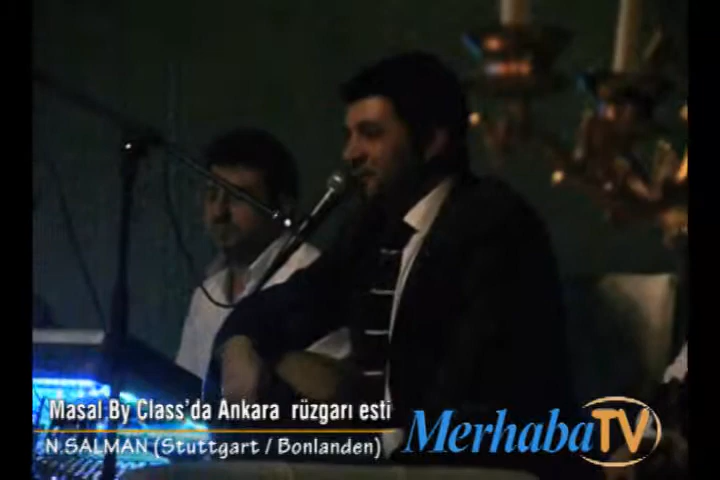 Masal By Class'da Ankara rüzgarı esti
N.SALMAN (Stuttgart / Bonlanden)
MerhabaTV